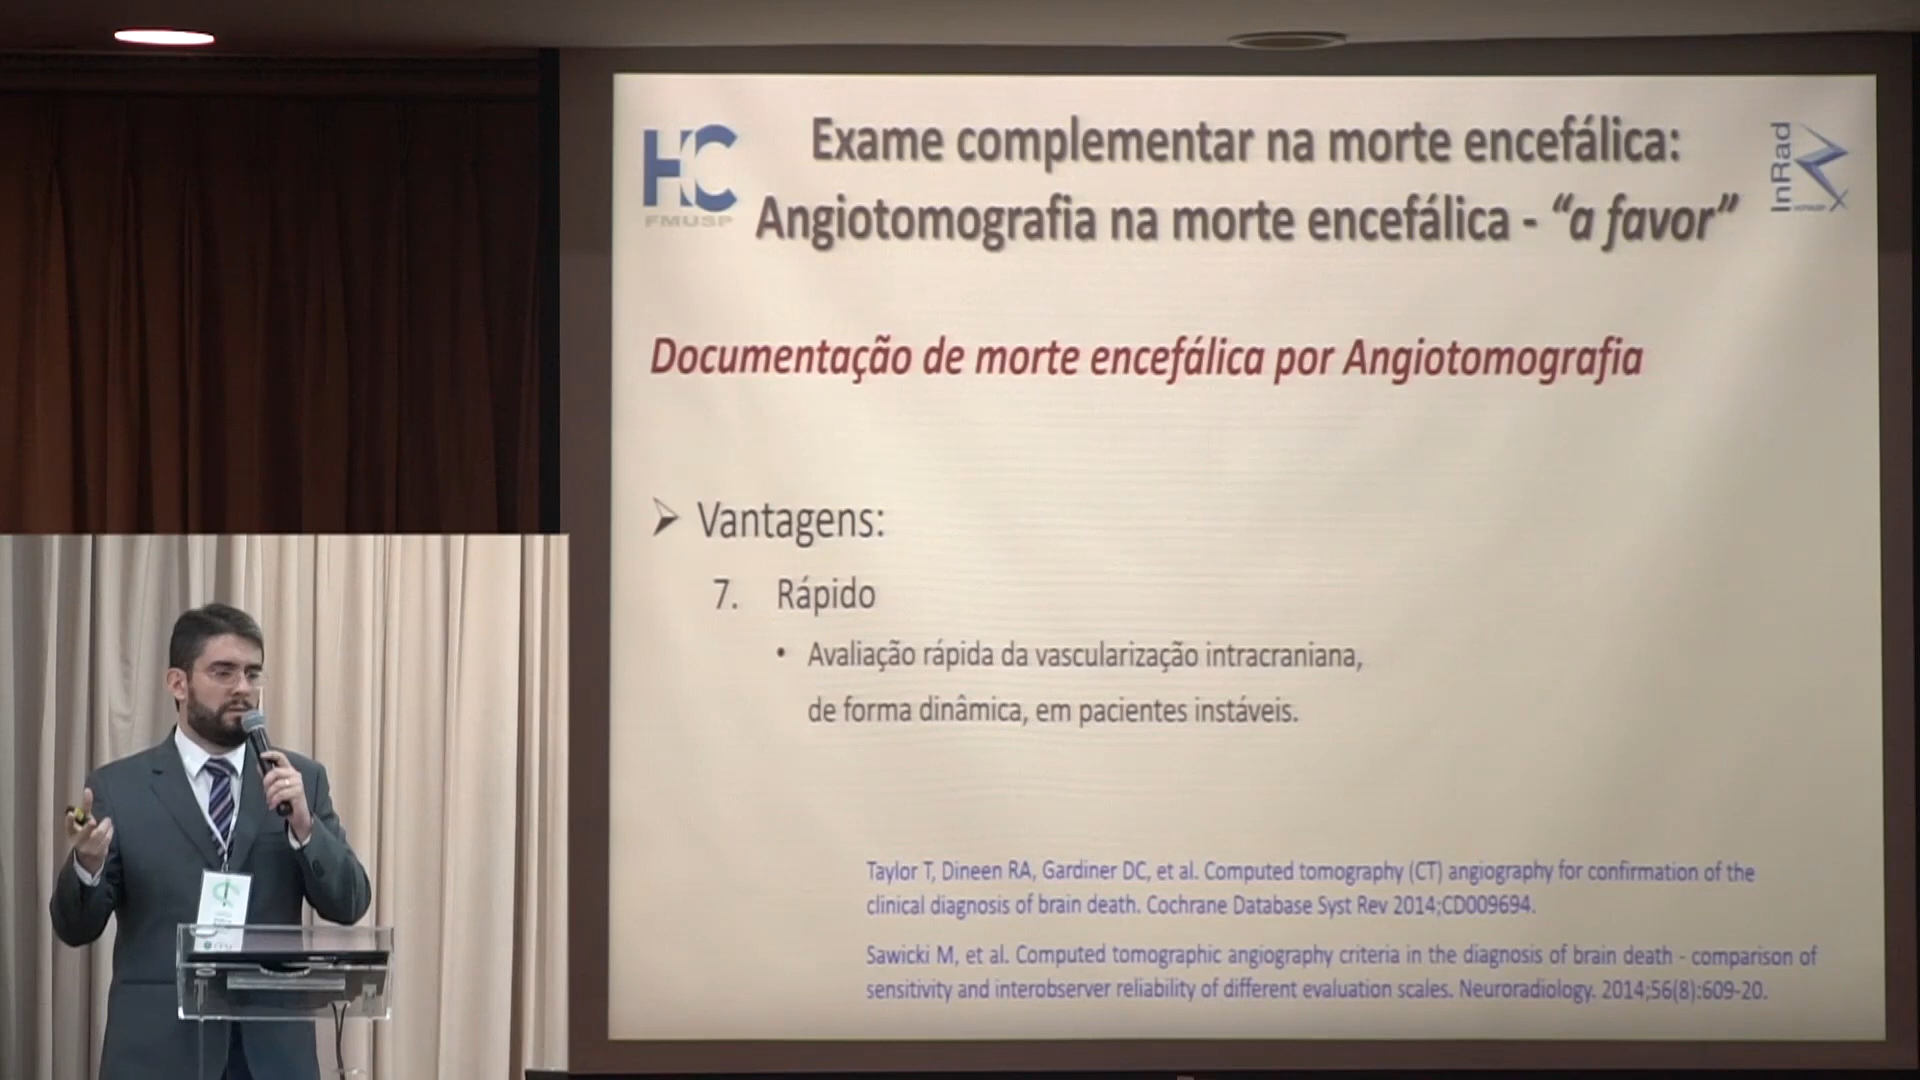 HC
FMUSP
Exame complementar na morte encefálica:
Angiotomografia na morte encefálica - “a favor”
InRad
Documentação de morte encefálica por Angiotomografia
➢ Vantagens:
7. Rápido
• Avaliação rápida da vascularização intracraniana,
de forma dinâmica, em pacientes instáveis.
Taylor T, Dineen RA, Gardiner DC, et al. Computed tomography (CT) angiography for confirmation of the
clinical diagnosis of brain death. Cochrane Database Syst Rev 2014;CD009694.
Sawicki M, et al. Computed tomographic angiography criteria in the diagnosis of brain death - comparison of
sensitivity and interobserver reliability of different evaluation scales. Neuroradiology. 2014;56(8):609-20.